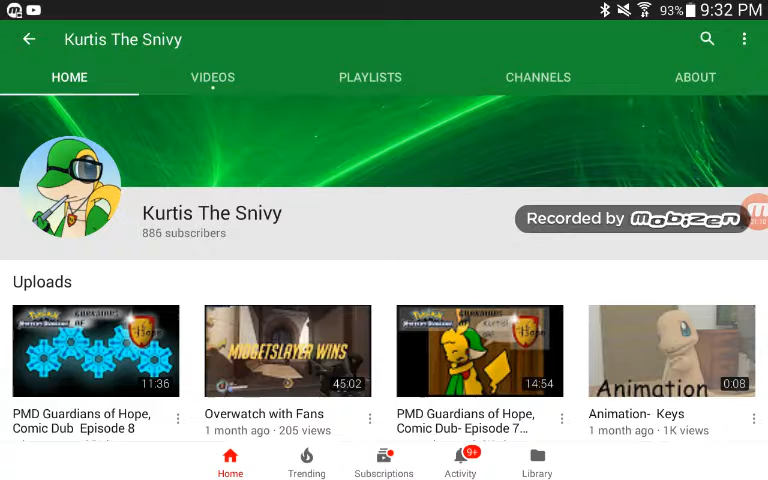 93% 9:32 PM
Kurtis The Snivy
HOME VIDEOS PLAYLISTS CHANNELS ABOUT
Kurtis The Snivy
886 subscribers
Recorded by Mobizen
Uploads
11:36
MIDGETSLAYER WINS
45:02
14:54
Animation
0:08
PMD Guardians of Hope,
Comic Dub Episode 8
Overwatch with Fans
1 month ago · 205 views
PMD Guardians of Hope,
Comic Dub- Episode 7...
Animation- Keys
1 month ago · 1K views
9+
Home Trending Subscriptions Activity Library